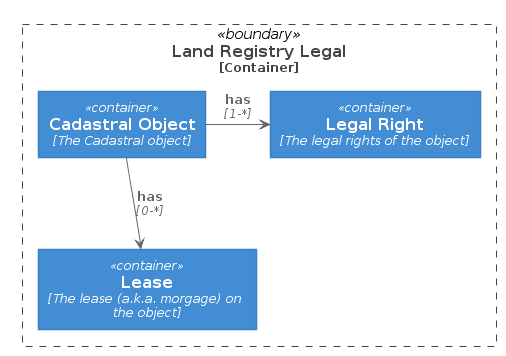 «boundary»
Land Registry Legal
[Container]
«container»
Cadastral Object
[The Cadastral object]
has
[1-*]
«container»
Legal Right
[The legal rights of the object]
has
[0-*]
«container»
Lease
[The lease (a.k.a. morgage) on
the object]